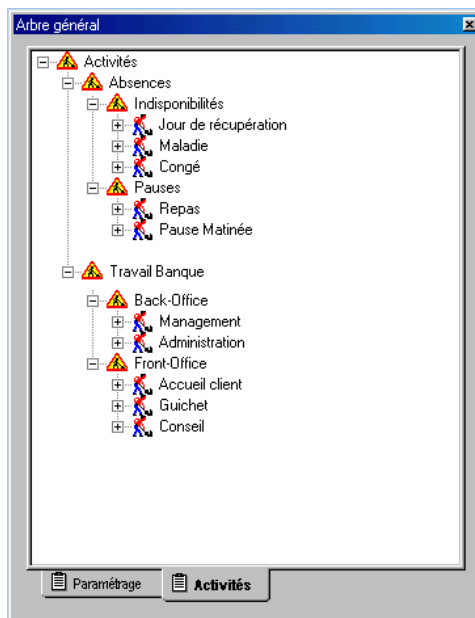 Arbre général
Activités
Absences
Indisponibilités
Jour de récupération
Maladie
Congé
Pauses
Repas
Pause Matinée
Travail Banque
Back-Office
Management
Administration
Front-Office
Accueil client
Guichet
Conseil
Paramétrage
Activités